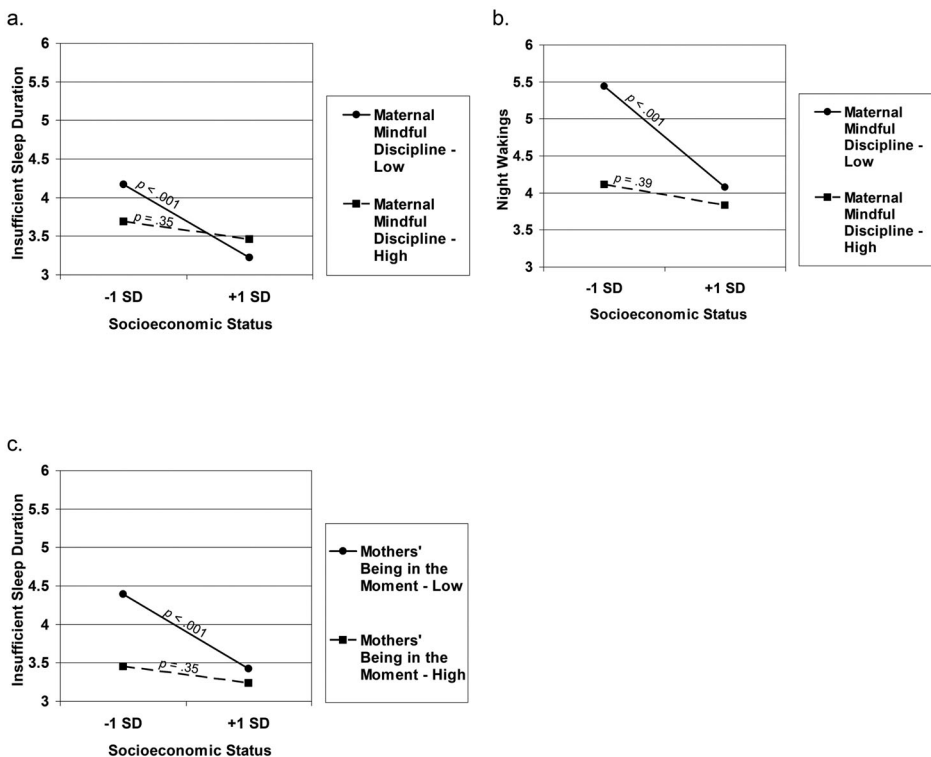 a.
6
5.5
5
4.5
4
3.5
3
Insufficient Sleep Duration
p < .001
p = .35
-1 SD
+1 SD
Socioeconomic Status
Maternal
Mindful
Discipline -
Low
Maternal
Mindful
Discipline -
High
b.
6
5.5
5
4.5
4
3.5
3
Night Wakings
p < .001
p = .39
-1 SD
+1 SD
Socioeconomic Status
Maternal
Mindful
Discipline -
Low
Maternal
Mindful
Discipline -
High
c.
6
5.5
5
4.5
4
3.5
3
Insufficient Sleep Duration
p < .001
p = .35
-1 SD
+1 SD
Socioeconomic Status
Mothers'
Being in the
Moment - Low
Mothers'
Being in the
Moment - High